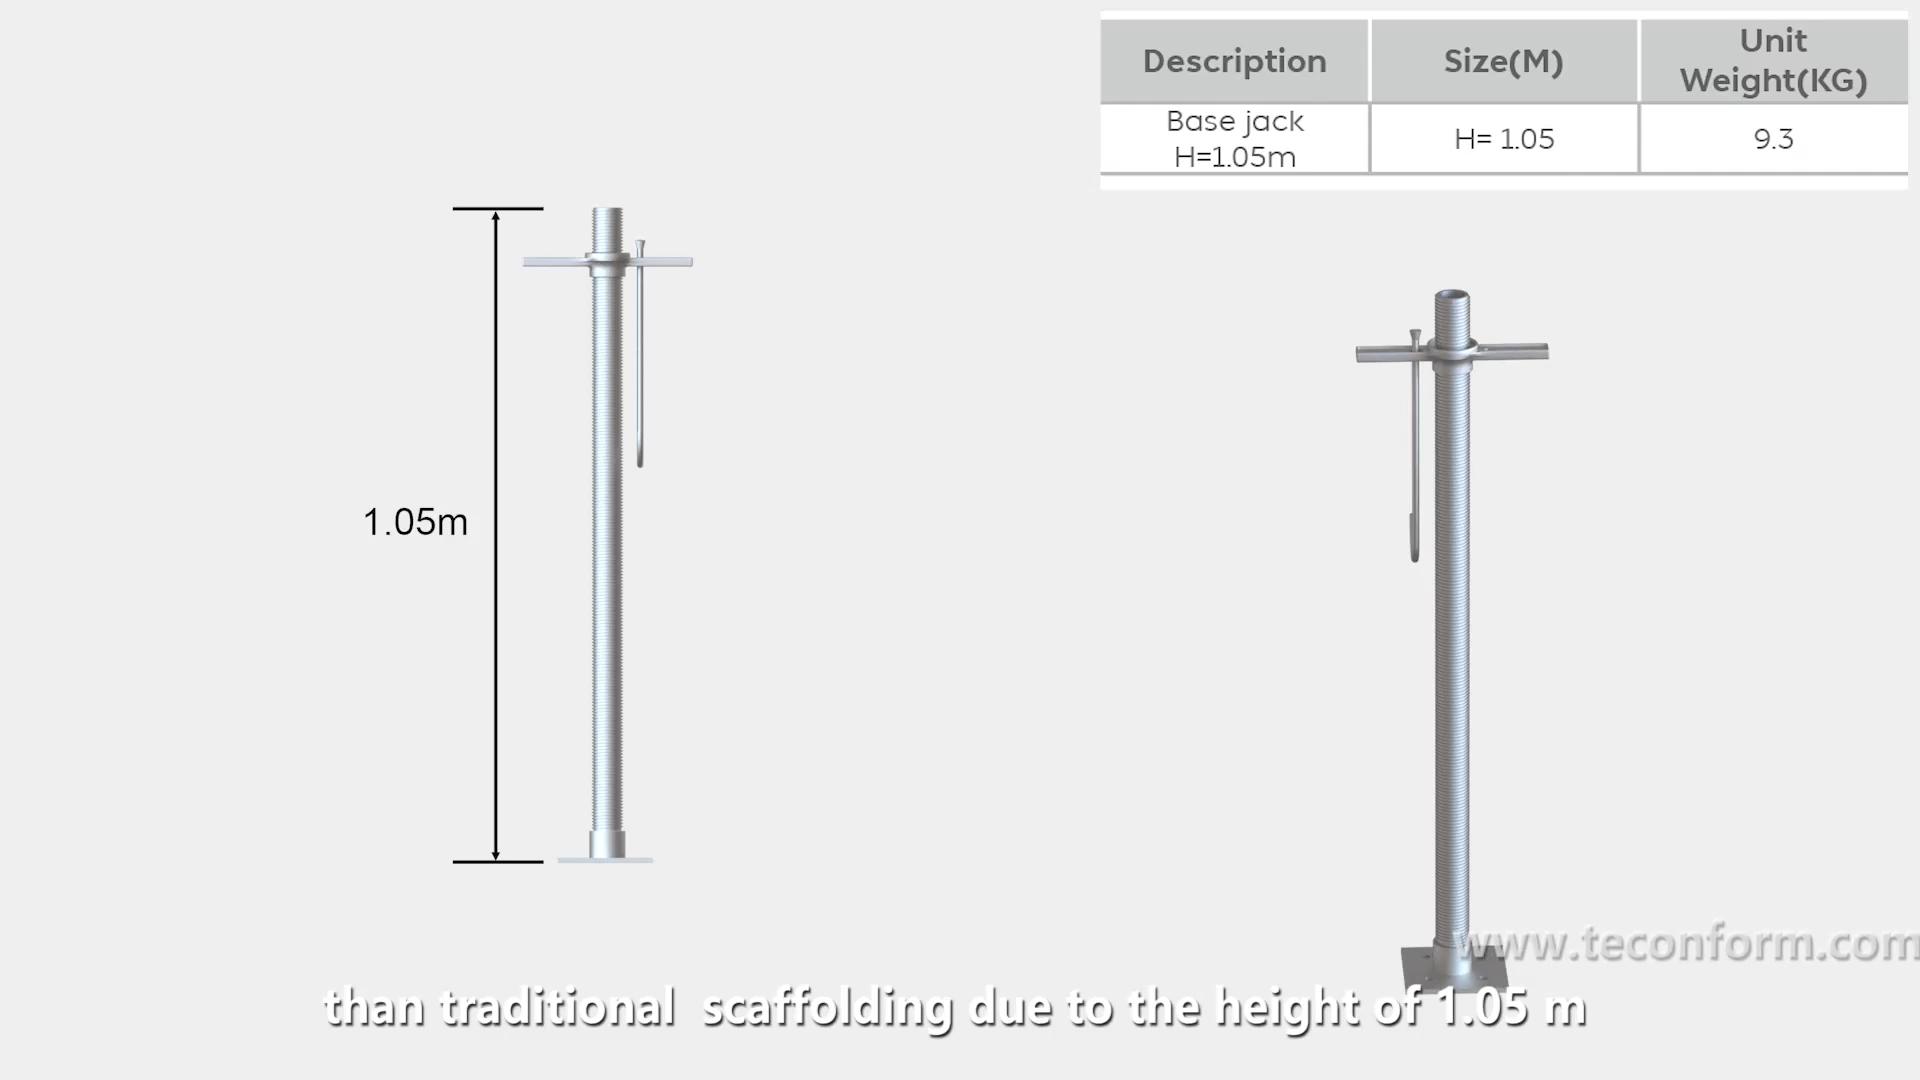 Description
Size(M)
Unit
Weight(KG)
Base jack
H=1.05m
H= 1.05
9.3
1.05m
www.teconform.com
than traditional  scaffolding due to the height of 1.05 m